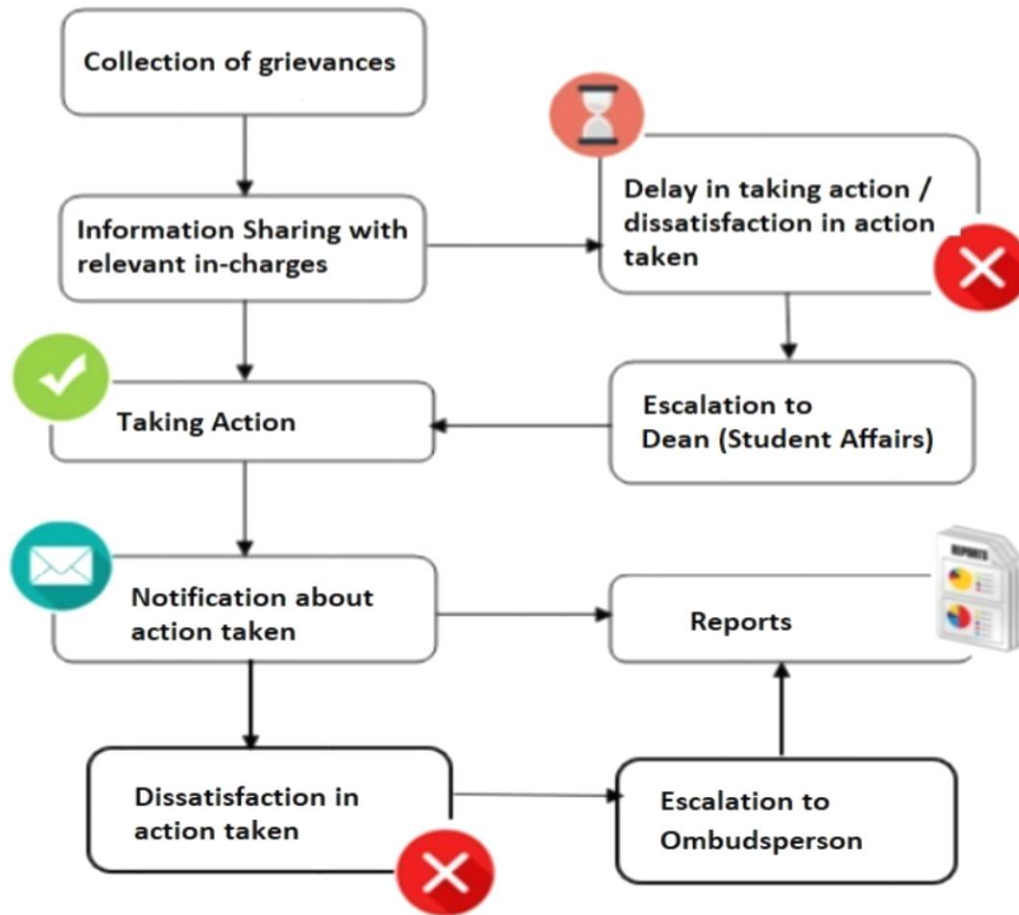 Collection of grievances
Information Sharing with
relevant in-charges
Delay in taking action /
dissatisfaction in action
taken
Taking Action
Escalation to
Dean (Student Affairs)
Notification about
action taken
REPORTS
Reports
Dissatisfaction in
action taken
Escalation to
Ombudsperson